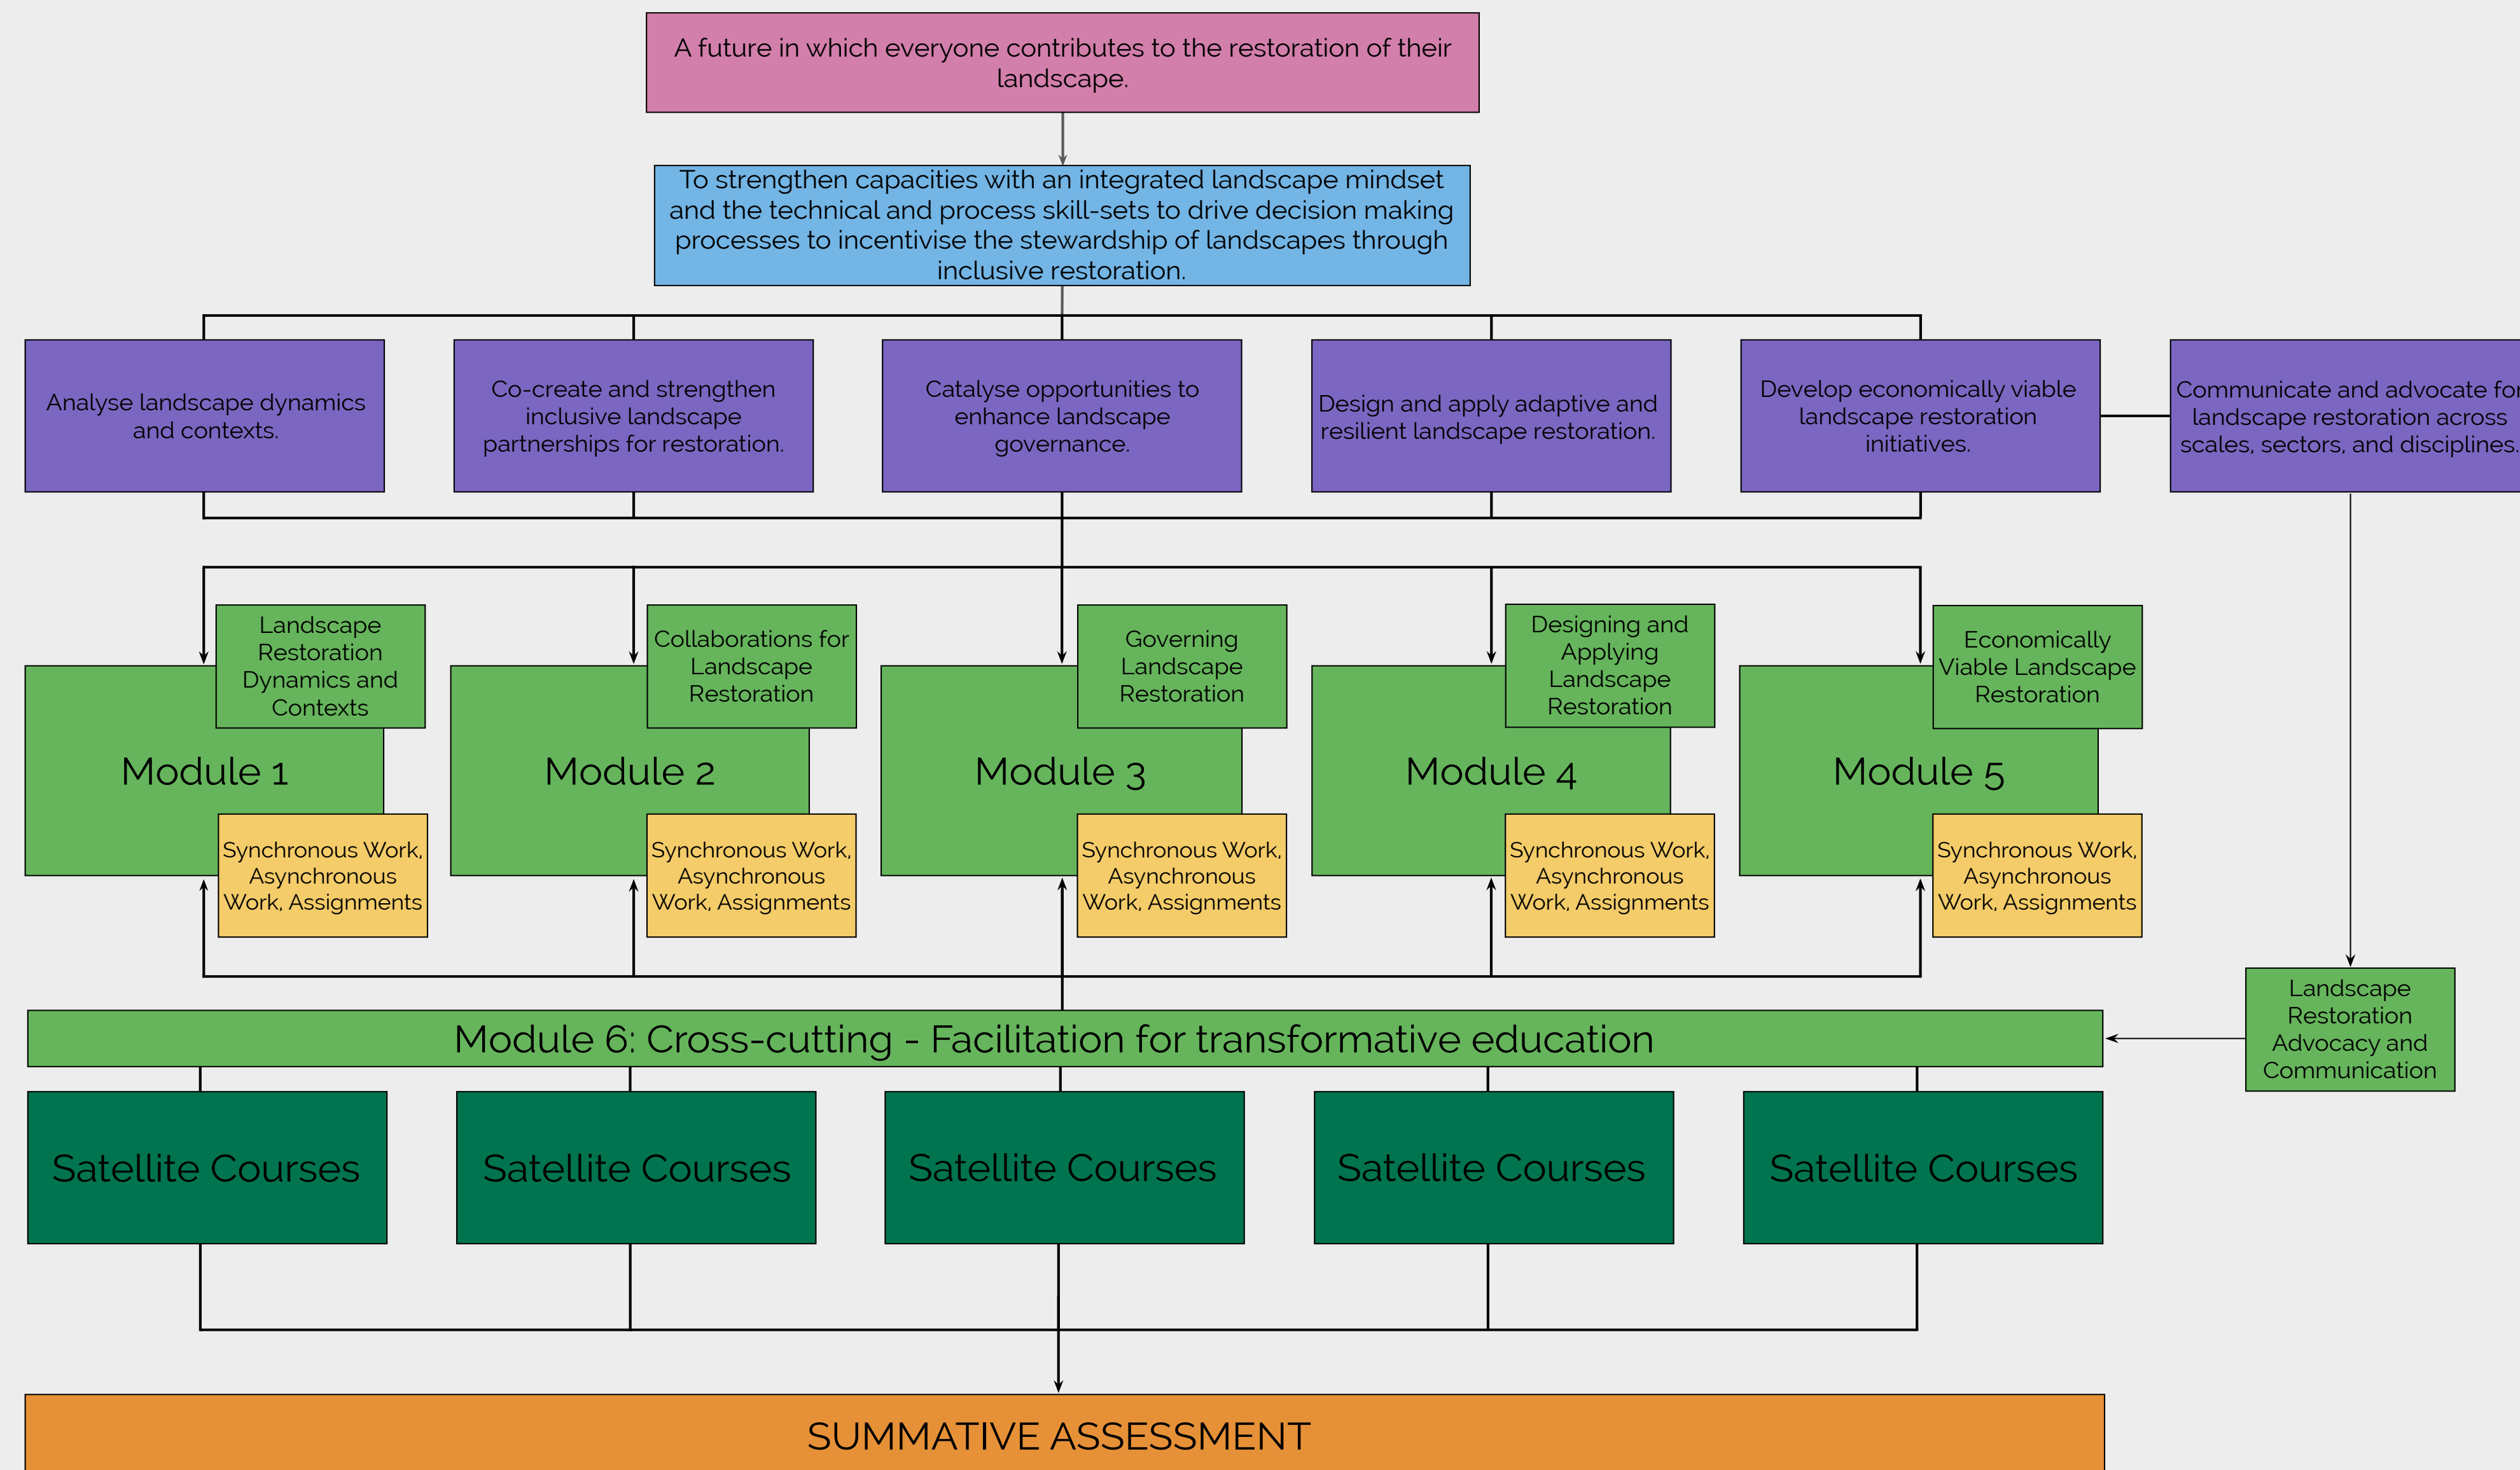 A future in which everyone contributes to the restoration of their
landscape.
To strengthen capacities with an integrated landscape mindset
and the technical and process skill-sets to drive decision making
processes to incentivise the stewardship of landscapes through
inclusive restoration.
Analyse landscape dynamics
and contexts.
Co-create and strengthen
inclusive landscape
partnerships for restoration.
Catalyse opportunities to
enhance landscape
governance.
Design and apply adaptive and
resilient landscape restoration.
Develop economically viable
landscape restoration
initiatives.
Communicate and advocate for
landscape restoration across
scales, sectors, and disciplines.
Landscape
Restoration
Dynamics and
Contexts
Module 1
Synchronous Work,
Asynchronous
Work, Assignments
Collaborations for
Landscape
Restoration
Module 2
Synchronous Work,
Asynchronous
Work, Assignments
Governing
Landscape
Restoration
Module 3
Synchronous Work,
Asynchronous
Work, Assignments
Designing and
Applying
Landscape
Restoration
Module 4
Synchronous Work,
Asynchronous
Work, Assignments
Economically
Viable Landscape
Restoration
Module 5
Synchronous Work,
Asynchronous
Work, Assignments
Landscape
Restoration
Advocacy and
Communication
Module 6: Cross-cutting - Facilitation for transformative education
Satellite Courses
Satellite Courses
Satellite Courses
Satellite Courses
Satellite Courses
SUMMATIVE ASSESSMENT